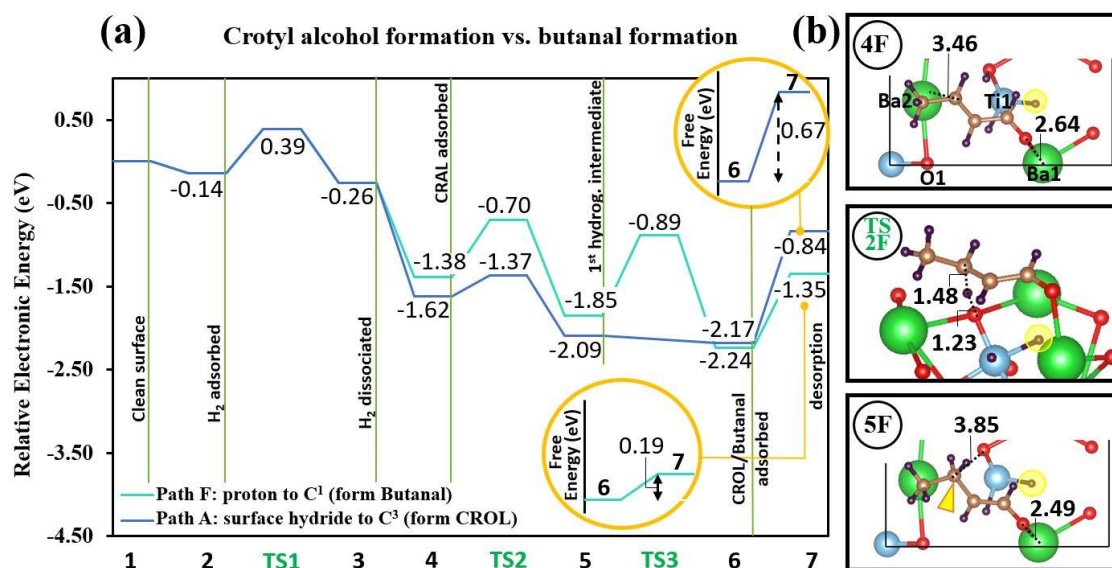 (a)
Crotyl alcohol formation vs. butanal formation
Relative Electronic Energy (eV)
0.50
-0.50
-1.50
-2.50
-3.50
-4.50
Clean surface
-0.14
H₂ adsorbed
0.39
-0.26
H₂ dissociated
CRAL adsorbed
-1.38
-1.62
-0.70
-1.37
-1.85
-2.09
1st hydrog. intermediate
-0.89
-2.17
-2.24
CROL/Butanal
adsorbed
-0.84
-1.35
desorption
Free
Energy (eV)
6
7
0.67
Free
Energy (eV)
6
7
0.19
Path F: proton to C¹ (form Butanal)
Path A: surface hydride to C³ (form CROL)
1 2 TS1 3 4 TS2 5 TS3 6 7
(b)
4F
3.46
Ba2
Ti1
2.64
O1
Ba1
TS
2F
1.48
1.23
5F
3.85
2.49